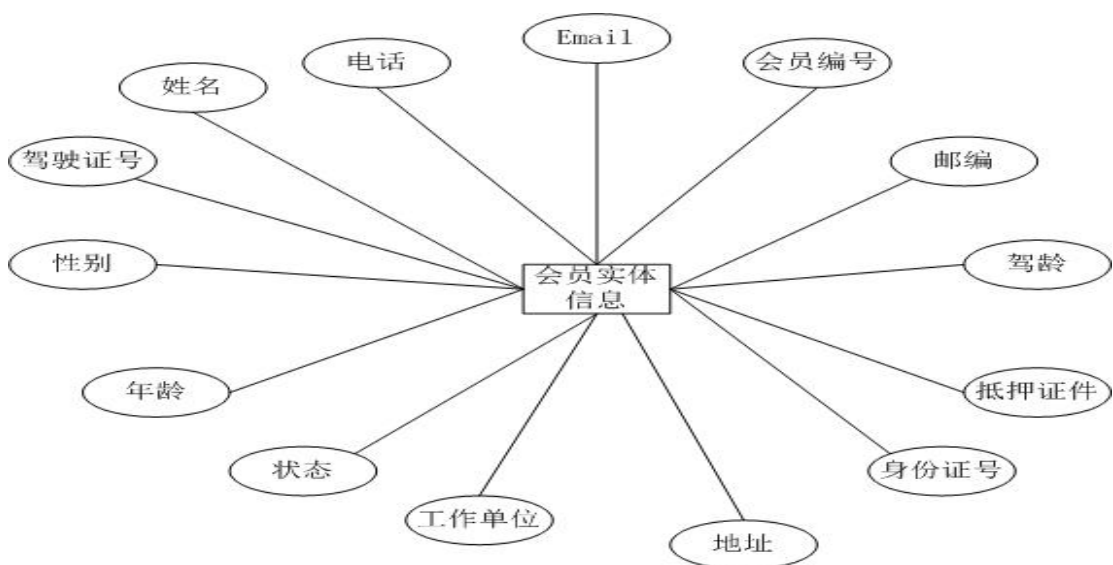 Email
电话
会员编号
姓名
驾驶证号
邮编
性别
会员实体
信息
驾龄
年龄
抵押证件
状态
身份证号
工作单位
地址